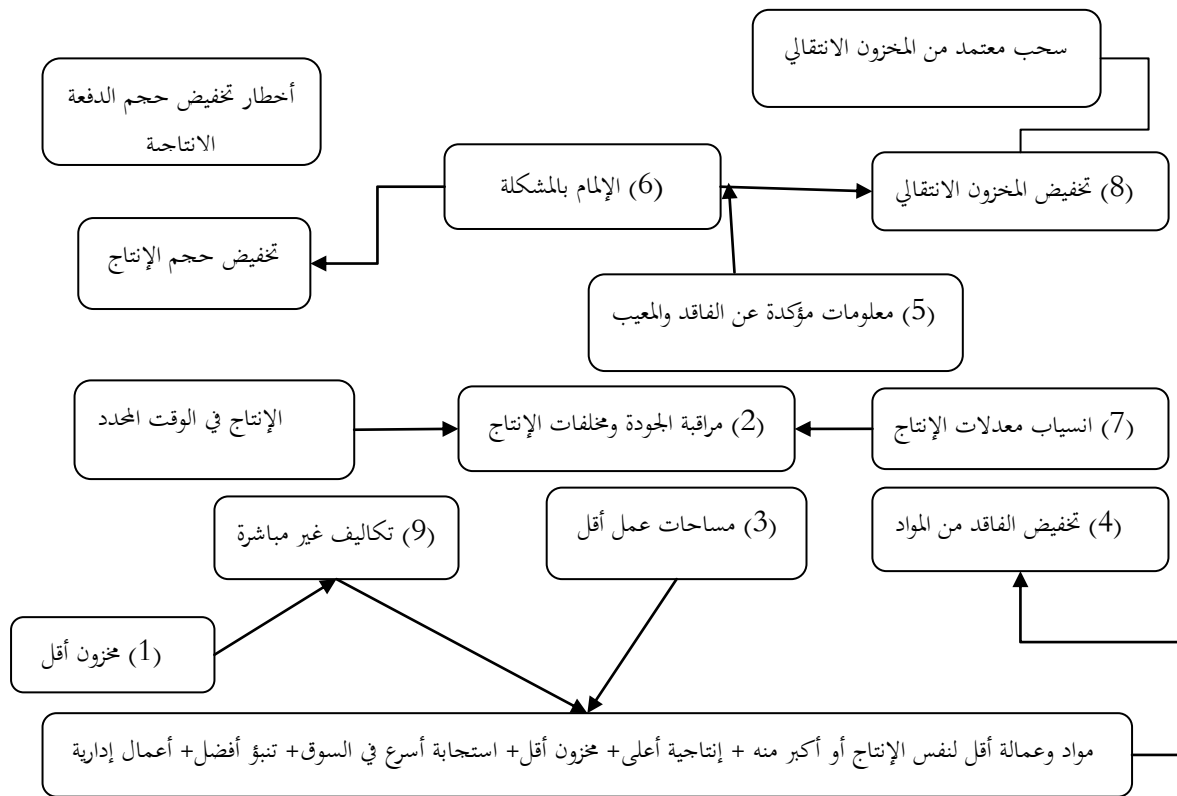 سحب معتمد من المخزون الانتقالي
أخطار تخفيض حجم الدفعة
الانتاجية
(8) تخفيض المخزون الانتقالي
(6) الإلمام بالمشكلة
تخفيض حجم الإنتاج
(5) معلومات مؤكدة عن الفاقد والمعيب
(7) انسياب معدلات الإنتاج
(2) مراقبة الجودة ومخلفات الإنتاج
الإنتاج في الوقت المحدد
(4) تخفيض الفاقد من المواد
(3) مساحات عمل أقل
(9) تكاليف غير مباشرة
(1) مخزون أقل
مواد وعمالة أقل لنفس الإنتاج أو أكبر منه + إنتاجية أعلى+ مخزون أقل+ استجابة أسرع في السوق+ تنبؤ أفضل+ أعمال إدارية